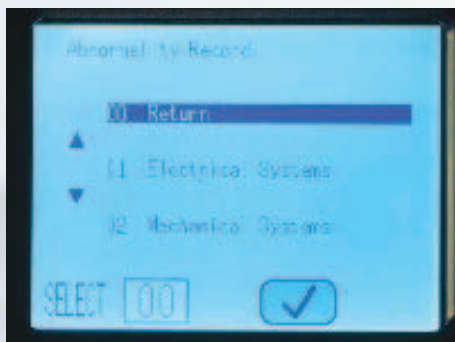 Abnormality Record
00 Return
01 Electrical Systems
02 Mechanical Systems
SELECT 00